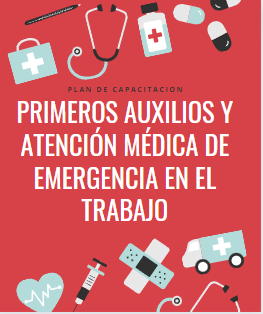 PLAN DE CAPACITACION
PRIMEROS AUXILIOS Y
ATENCIÓN MÉDICA DE
EMERGENCIA EN EL
TRABAJO